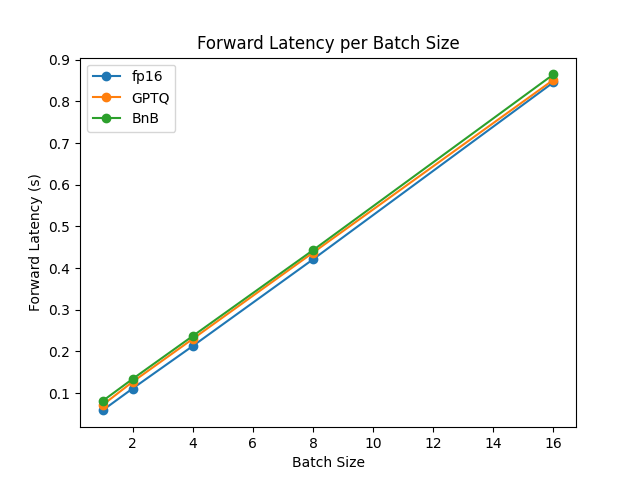 Forward Latency per Batch Size
fp16
GPTQ
BnB
Forward Latency (s)
0.9
0.8
0.7
0.6
0.5
0.4
0.3
0.2
0.1
2 4 6 8 10 12 14 16
Batch Size